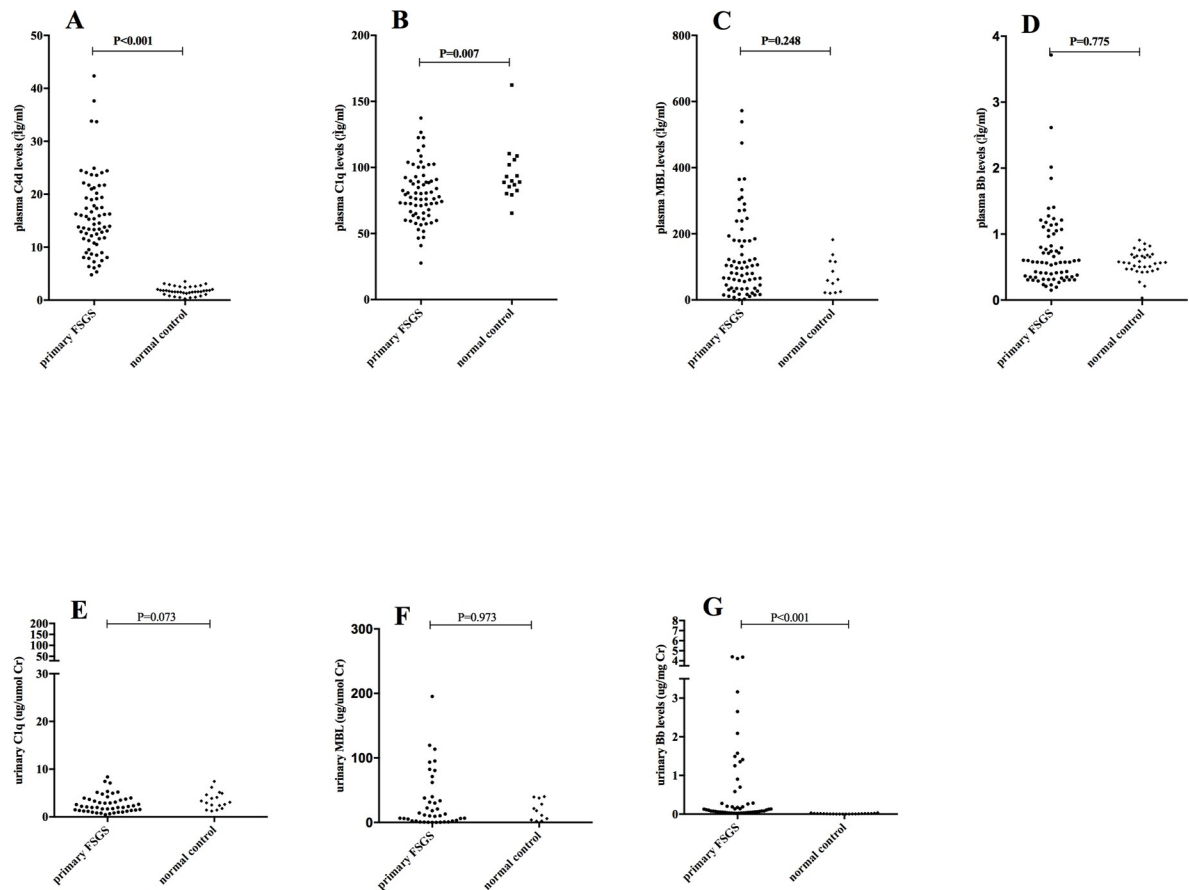 A
P<0.001
plasma C4d levels (¦Ìg/ml)
50
40
30
20
10
0
primary FSGS
normal control
B
P=0.007
plasma C1q levels (¦Ìg/ml)
200
150
100
50
0
primary FSGS
normal control
C
P=0.248
plasma MBL levels (¦Ìg/ml)
800
600
400
200
0
primary FSGS
normal control
D
P=0.775
plasma Bb levels (¦Ìg/ml)
4
3
2
1
0
primary FSGS
normal control
E
P=0.073
urinary C1q (ug/umol Cr)
200
150
100
50
30
20
10
0
primary FSGS
normal control
F
P=0.973
urinary MBL (ug/umol Cr)
300
200
100
0
primary FSGS
normal control
G
P<0.001
urinary Bb levels (ug/mg Cr)
8
7
6
5
4
3
2
1
0
primary FSGS
normal control